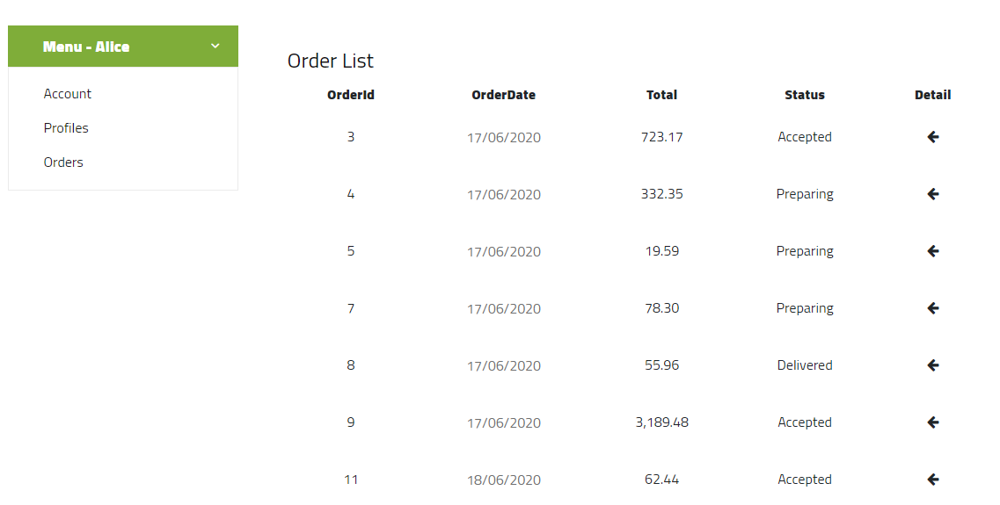 Menu - Alice
Account
Profiles
Orders
Order List
OrderId OrderDate Total Status Detail
3 17/06/2020 723.17 Accepted
4 17/06/2020 332.35 Preparing
5 17/06/2020 19.59 Preparing
7 17/06/2020 78.30 Preparing
8 17/06/2020 55.96 Delivered
9 17/06/2020 3,189.48 Accepted
11 18/06/2020 62.44 Accepted